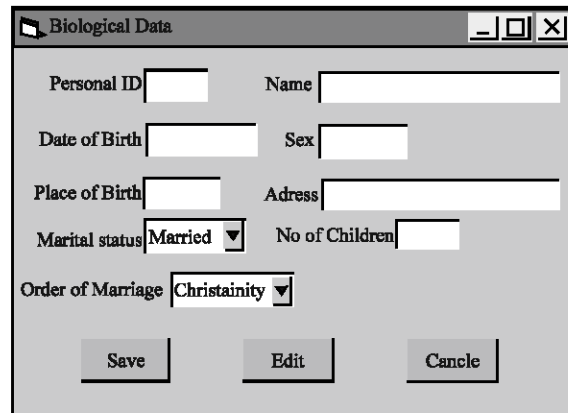 Biological Data
Personal ID Name
Date of Birth Sex
Place of Birth Adress
Marital status Married No of Children
Order of Marriage Christainity
Save Edit Cancle